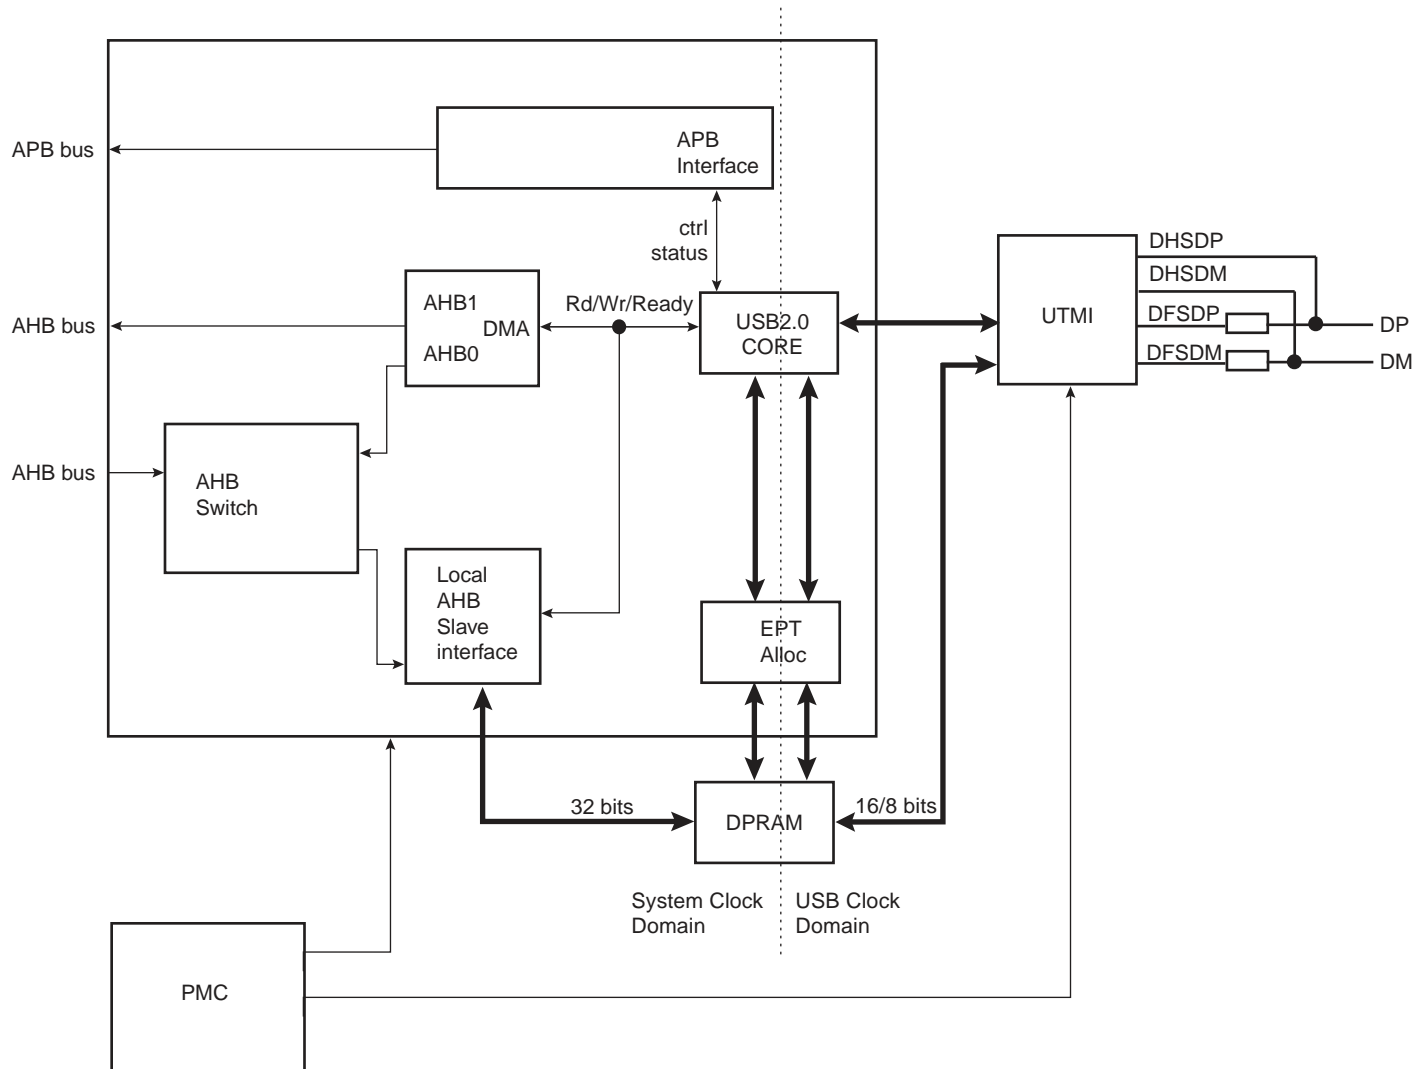 APB bus
APB
Interface
ctrl
status
DHSDP
DHSDM
DFSDP
DFSDM
UTMI
DP
DM
AHB bus
AHB1
DMA
AHB0
Rd/Wr/Ready
USB2.0
CORE
AHB bus
AHB
Switch
Local
AHB
Slave
interface
EPT
Alloc
32 bits
DPRAM
16/8 bits
System Clock
Domain
USB Clock
Domain
PMC